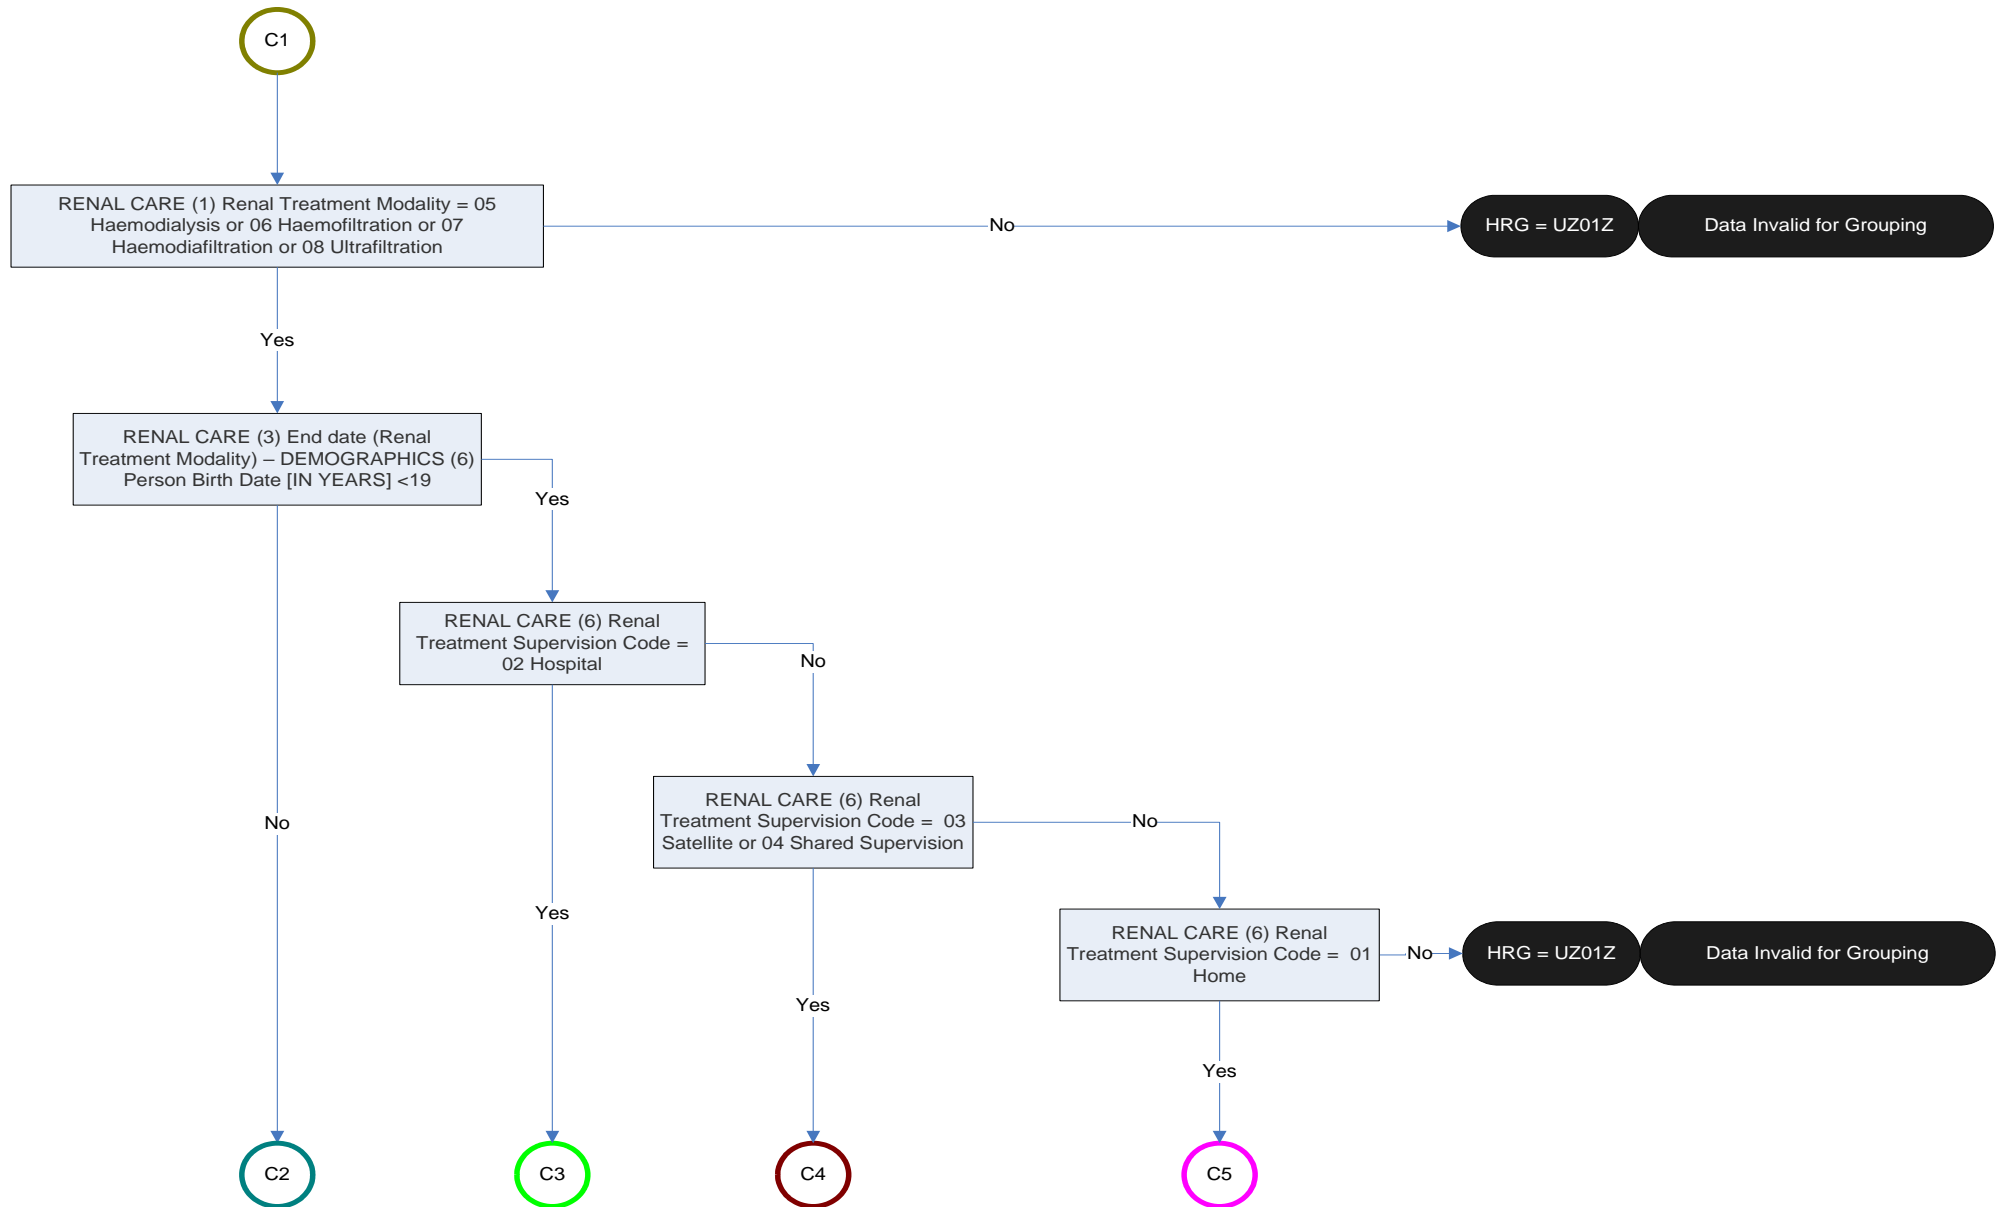 C1
RENAL CARE (1) Renal Treatment Modality = 05
Haemodialysis or 06 Haemofiltration or 07
Haemodiafiltration or 08 Ultrafiltration
No
HRG = UZ01Z
Data Invalid for Grouping
Yes
RENAL CARE (3) End date (Renal
Treatment Modality) – DEMOGRAPHICS (6)
Person Birth Date [IN YEARS] <19
Yes
RENAL CARE (6) Renal
Treatment Supervision Code =
02 Hospital
No
RENAL CARE (6) Renal
Treatment Supervision Code =  03
Satellite or 04 Shared Supervision
No
No
Yes
RENAL CARE (6) Renal
Treatment Supervision Code =  01
Home
No
HRG = UZ01Z
Data Invalid for Grouping
Yes
Yes
C2
C3
C4
C5